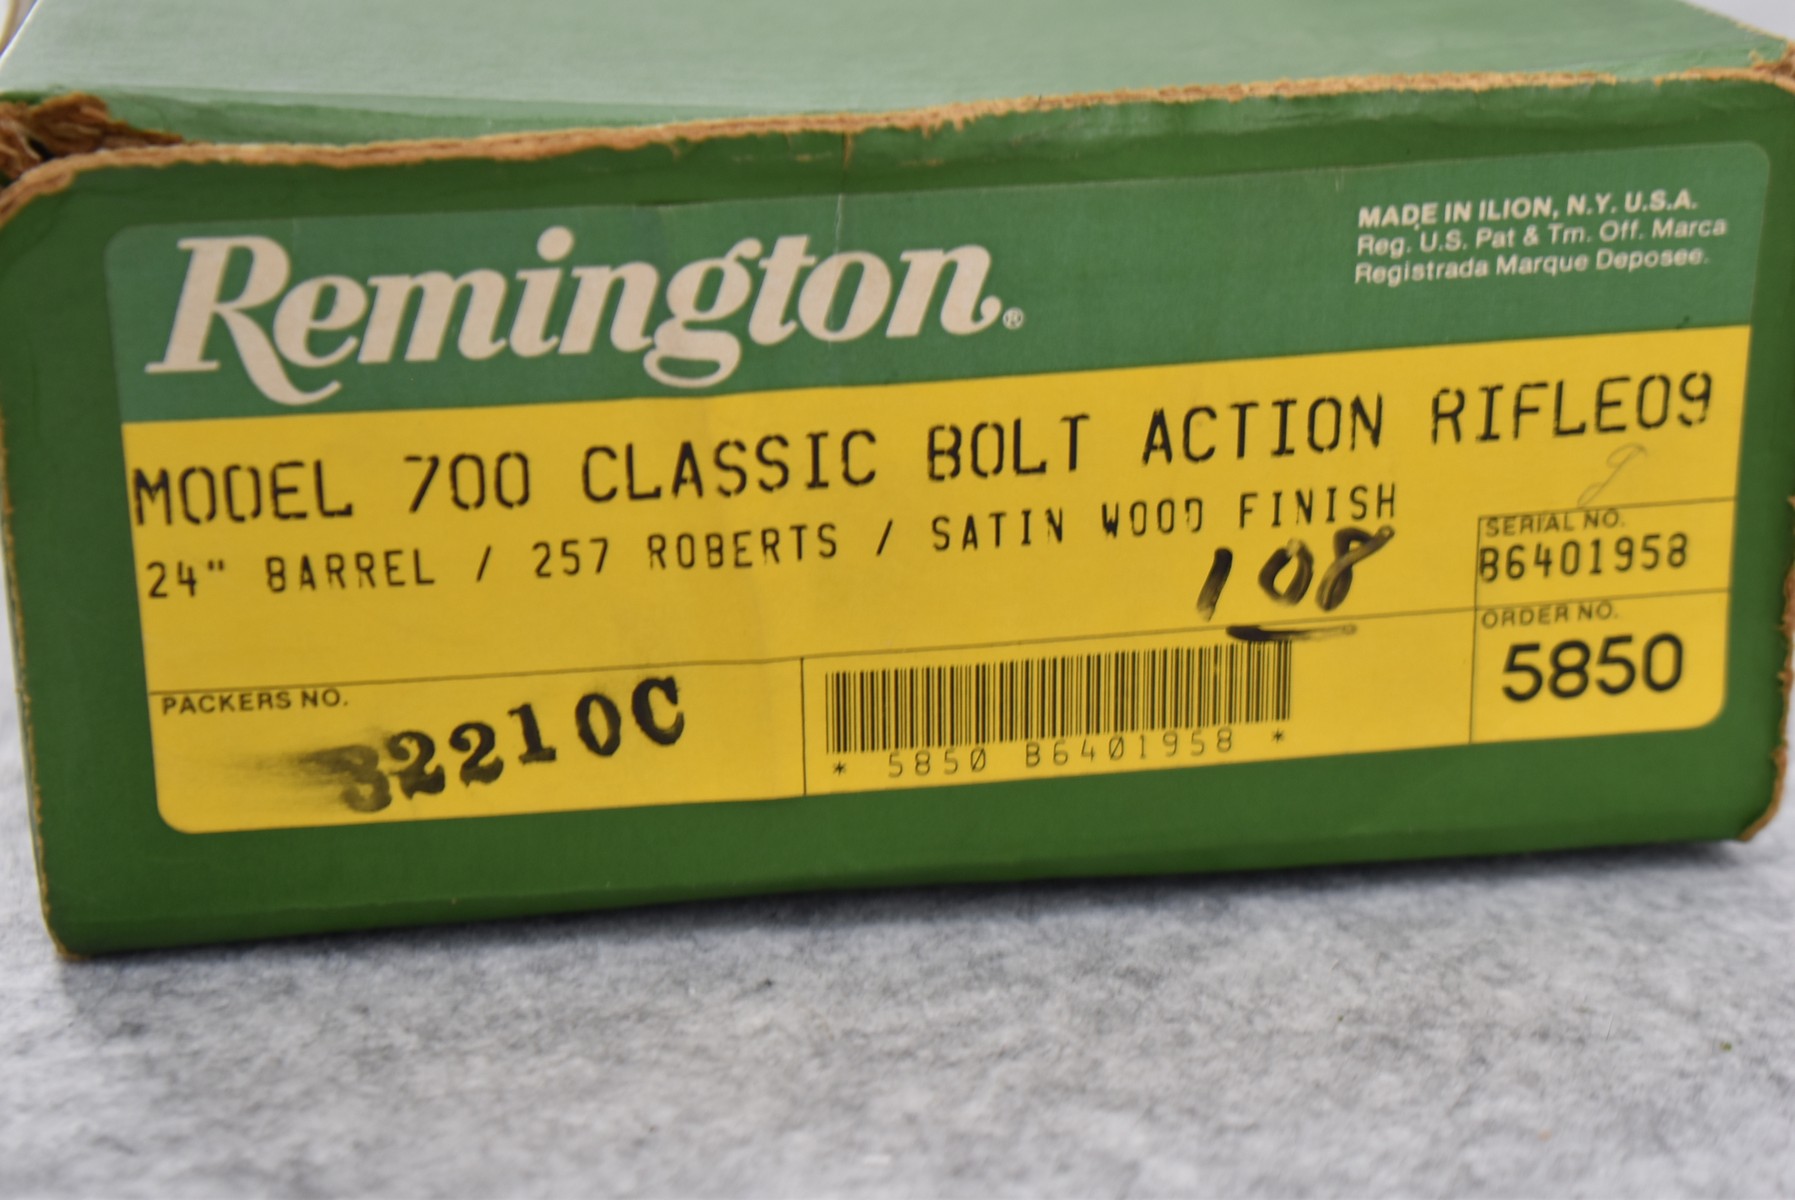 Remington®
MADE IN ILION, N.Y. U.S.A.
Reg. U.S. Pat & Tm. Off. Marca
Registrada Marque Deposee.
MODEL 700 CLASSIC BOLT ACTION RIFLE09
24" BARREL / 257 ROBERTS / SATIN WOOD FINISH
108
SERIAL NO.
B6401958
ORDER NO.
5850
PACKERS NO.
32210C
* 5850 B6401958 *